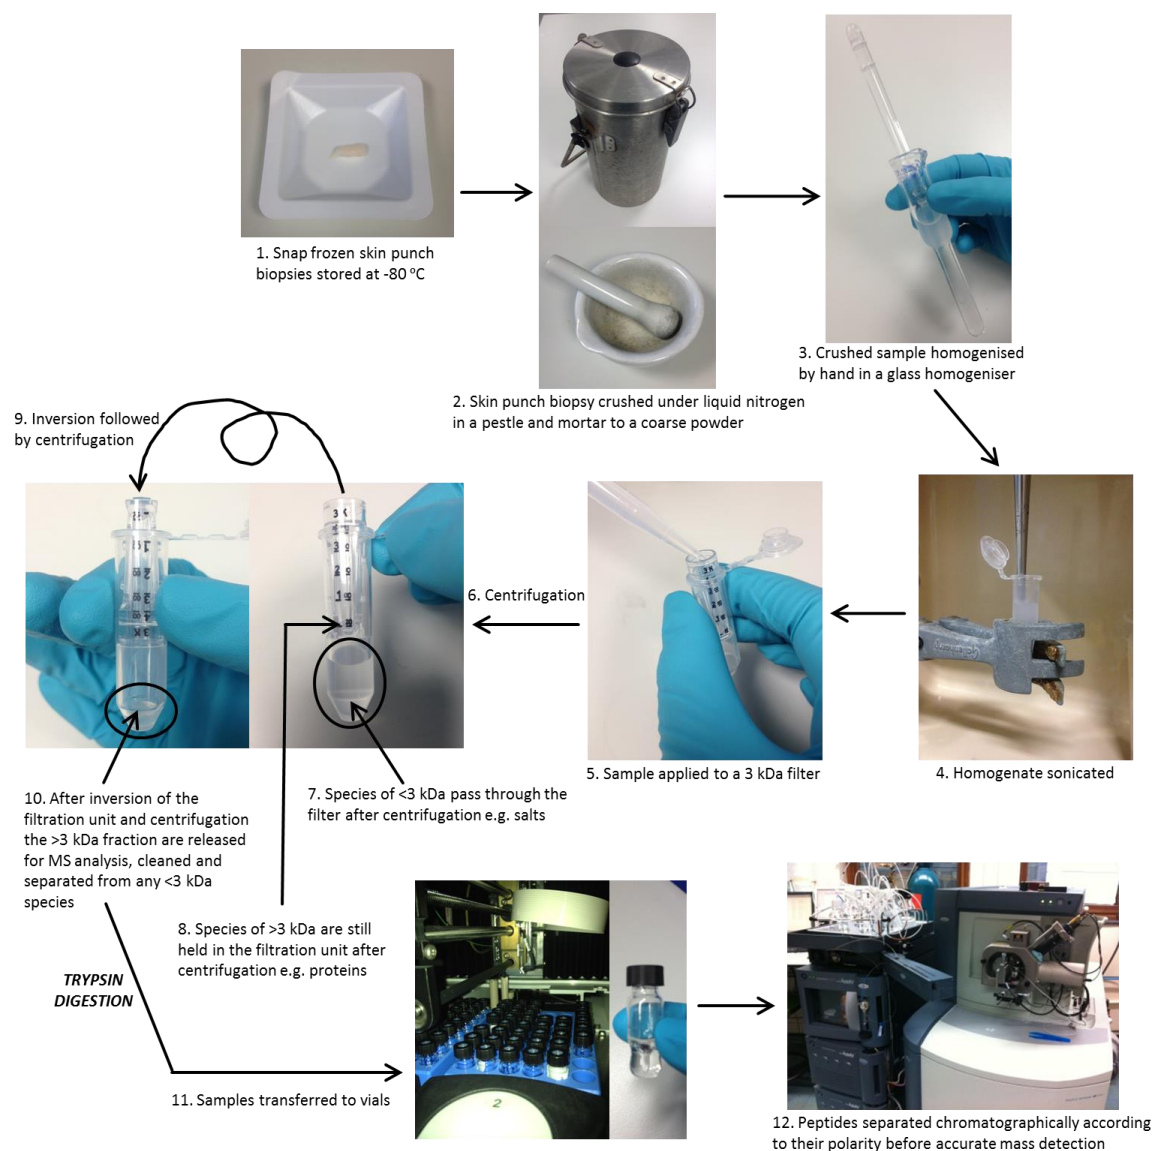 1. Snap frozen skin punch
biopsies stored at -80 ºC
2. Skin punch biopsy crushed under liquid nitrogen
in a pestle and mortar to a coarse powder
3. Crushed sample homogenised
by hand in a glass homogeniser
4. Homogenate sonicated
5. Sample applied to a 3 kDa filter
6. Centrifugation
7. Species of <3 kDa pass through the
filter after centrifugation e.g. salts
8. Species of >3 kDa are still
held in the filtration unit after
centrifugation e.g. proteins
9. Inversion followed
by centrifugation
10. After inversion of the
filtration unit and centrifugation
the >3 kDa fraction are released
for MS analysis, cleaned and
separated from any <3 kDa
species
TRYPSIN
DIGESTION
11. Samples transferred to vials
12. Peptides separated chromatographically according
to their polarity before accurate mass detection
3K
2